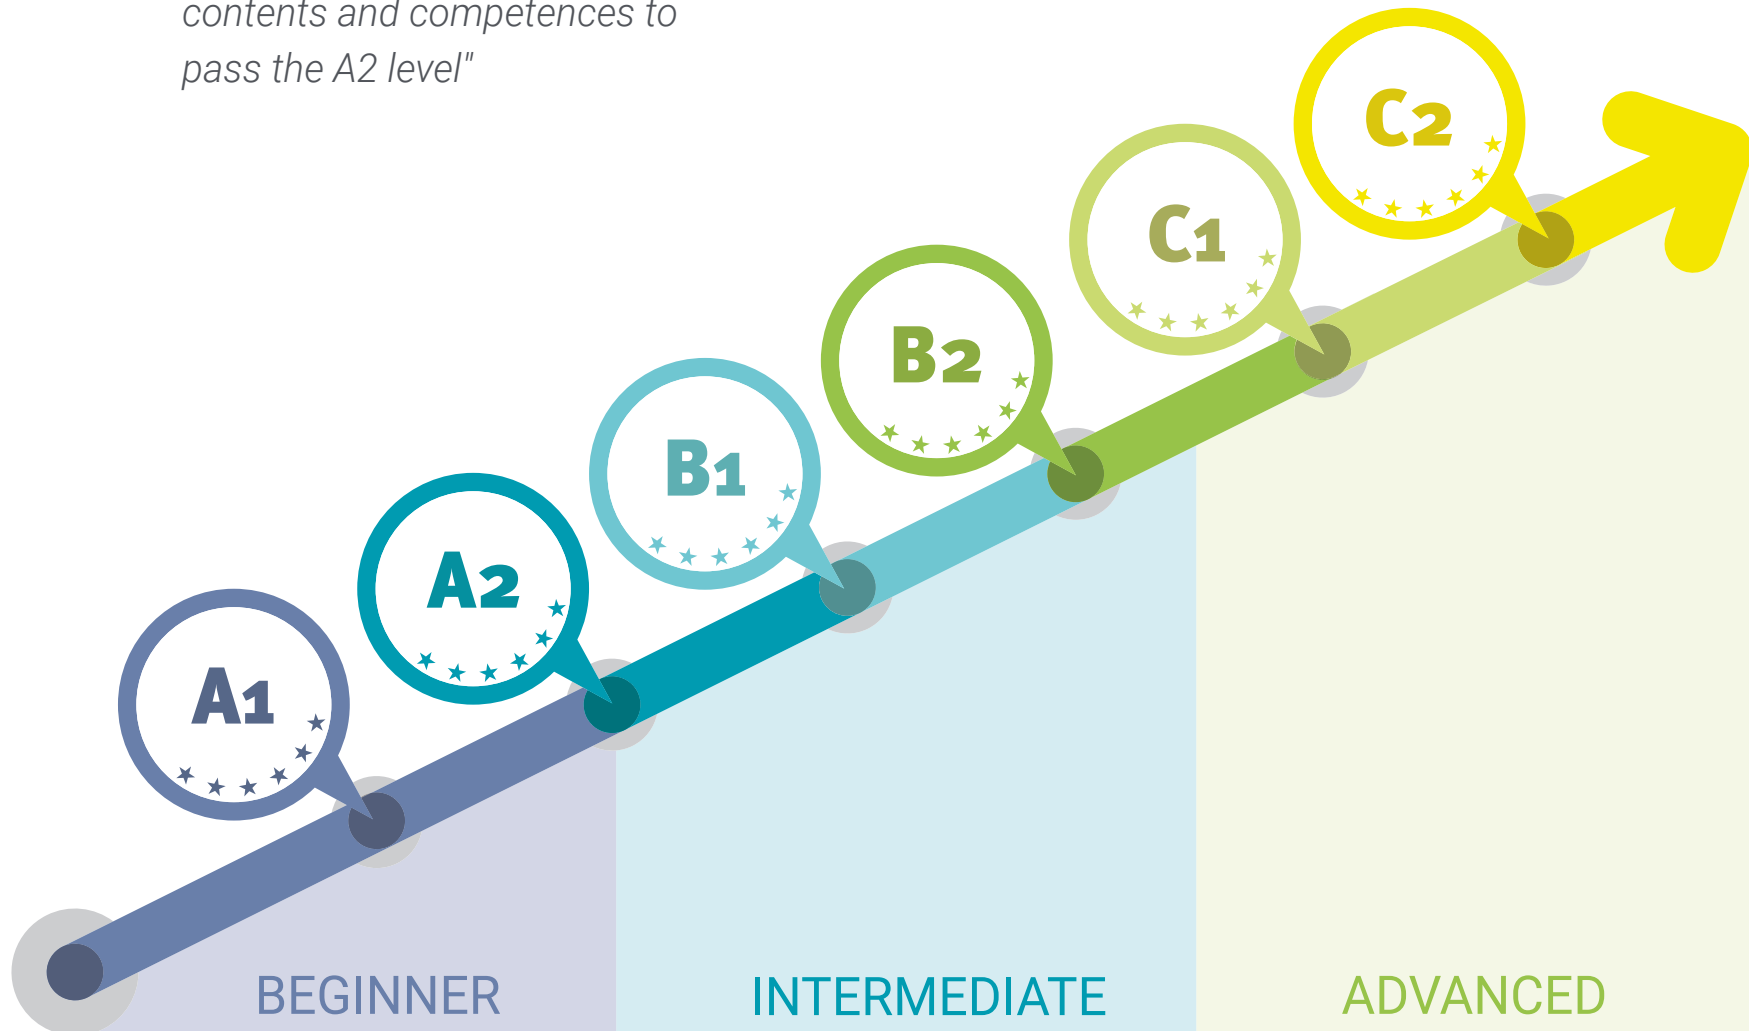 contents and competences to
pass the A2 level"
C2
C1
B2
B1
A2
A1
BEGINNER
INTERMEDIATE
ADVANCED